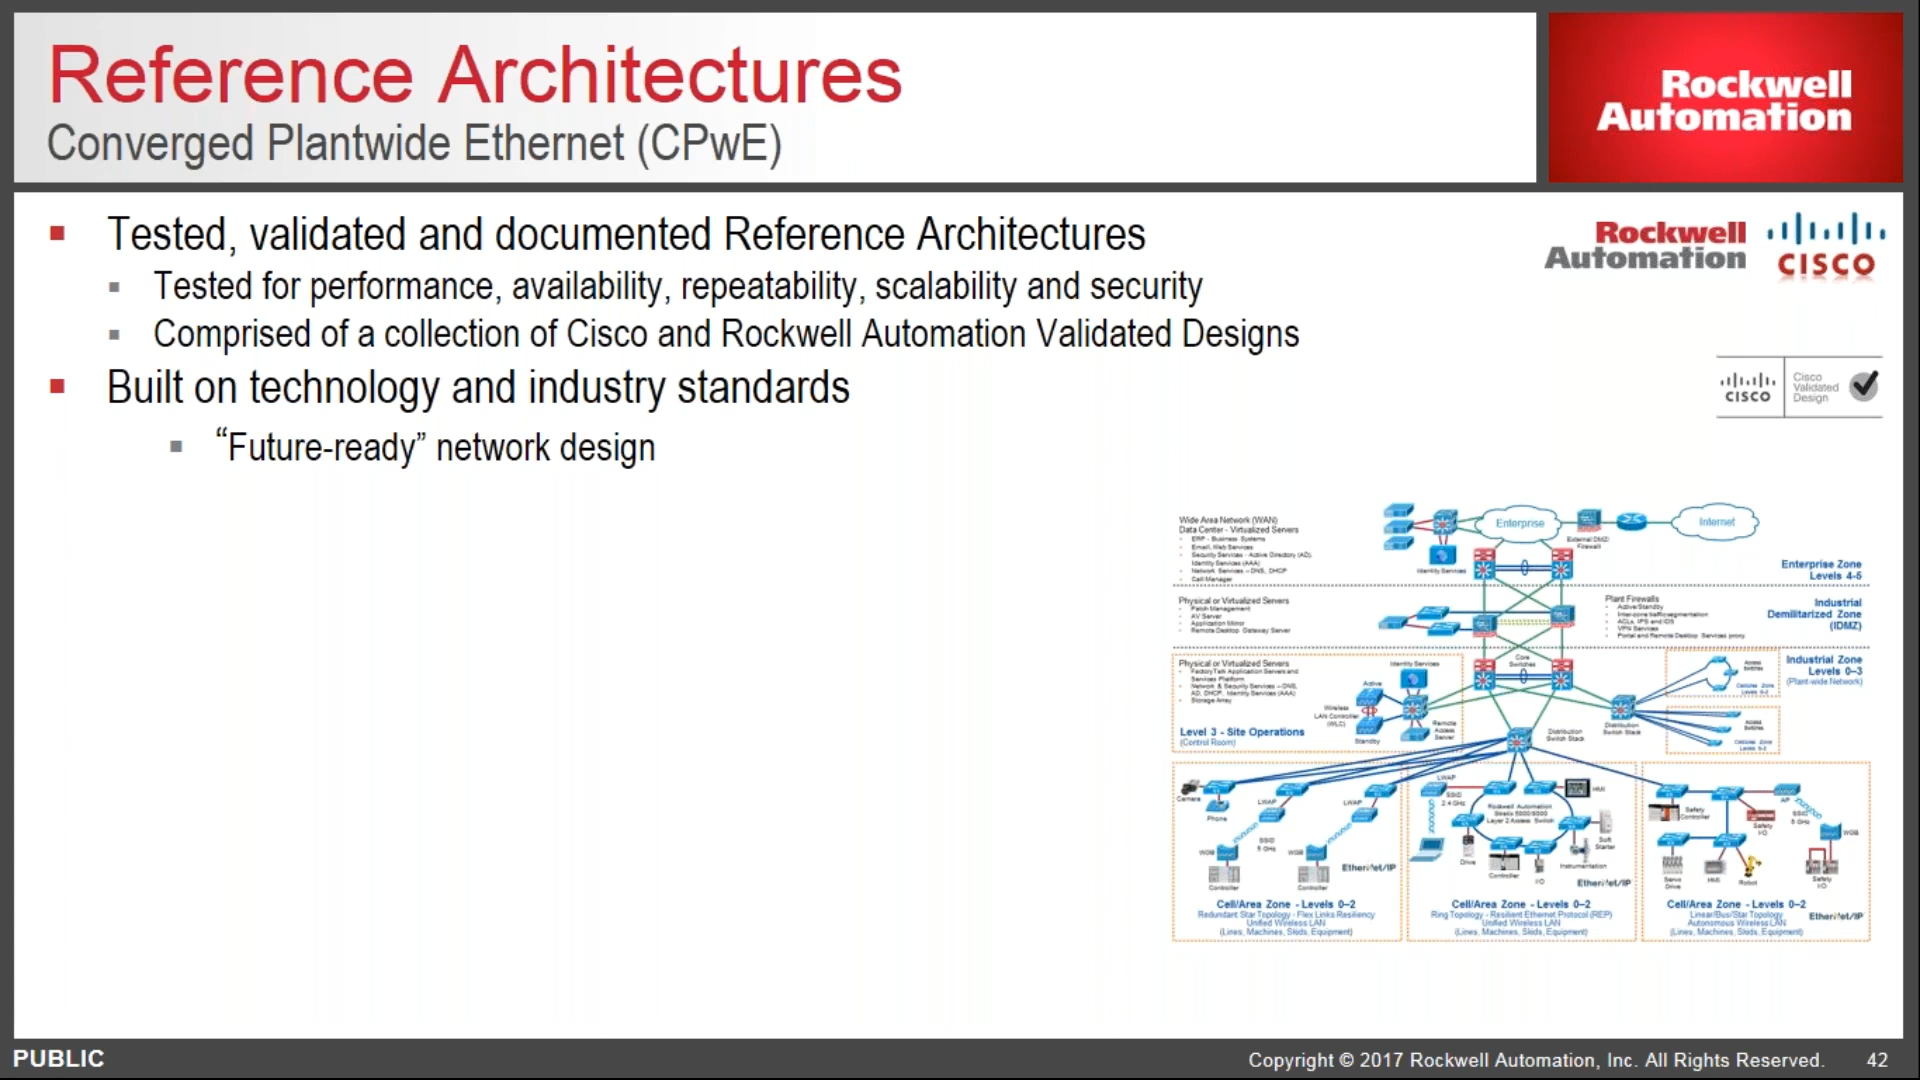 Reference Architectures
Converged Plantwide Ethernet (CPwE)
Rockwell
Automation
▪ Tested, validated and documented Reference Architectures
▪ Tested for performance, availability, repeatability, scalability and security
▪ Comprised of a collection of Cisco and Rockwell Automation Validated Designs
▪ Built on technology and industry standards
▪ “Future-ready” network design
Rockwell
Automation
CISCO
CISCO
Cisco
Validated
Design
Wide Area Network (WAN)
Data Center - Virtualized Servers
• ERP - Business Systems
• Email, Web Services
• Security Services - Active Directory (AD),
Identity Services (AAA)
• Network Services – DNS, DHCP
• Call Manager
Enterprise
External DMZ/
Firewall
Internet
Identity Services
Enterprise Zone
Levels 4-5
Physical or Virtualized Servers
• Patch Management
• AV Server
• Application Mirror
• Remote Desktop Gateway Server
Plant Firewalls
• Active/Standby
• Inter-zone traffic segmentation
• ACLs, IPS and IDS
• VPN Services
• Portal and Remote Desktop Services proxy
Industrial
Demilitarized Zone
(IDMZ)
Physical or Virtualized Servers
• FactoryTalk Application Servers and
Services Platform
• Network & Security Services – DNS,
AD, DHCP, Identity Services (AAA)
• Storage Array
Identity Services
Active
Wireless
LAN Controller
(WLC)
Standby
Remote
Access
Server
Level 3 - Site Operations
(Control Room)
Core
Switches
Distribution
Switch Stack
Distribution
Switch Stack
Access
Switches
Access
Switches
Industrial Zone
Levels 0–3
(Plant-wide Network)
Camera
Phone
LWAP
SSID
5 GHz
WGB
Controller
LWAP
WGB
Controller
EtherNet/IP
Cell/Area Zone - Levels 0–2
Redundant Star Topology - Flex Links Resiliency
Unified Wireless LAN
(Lines, Machines, Skids, Equipment)
LWAP
SSID
2.4 GHz
Rockwell Automation
Stratix 5000/8000
Layer 2 Access Switch
HMI
Soft
Starter
Drive
Controller
I/O
Instrumentation
EtherNet/IP
Cell/Area Zone - Levels 0–2
Ring Topology - Resilient Ethernet Protocol (REP)
Unified Wireless LAN
(Lines, Machines, Skids, Equipment)
Safety
Controller
Safety
I/O
AP
SSID
5 GHz
WGB
Servo
Drive
HMI
Robot
Safety
I/O
Cell/Area Zone - Levels 0–2
Linear/Bus/Star Topology
Autonomous Wireless LAN
(Lines, Machines, Skids, Equipment)
EtherNet/IP
PUBLIC
Copyright © 2017 Rockwell Automation, Inc. All Rights Reserved.
42